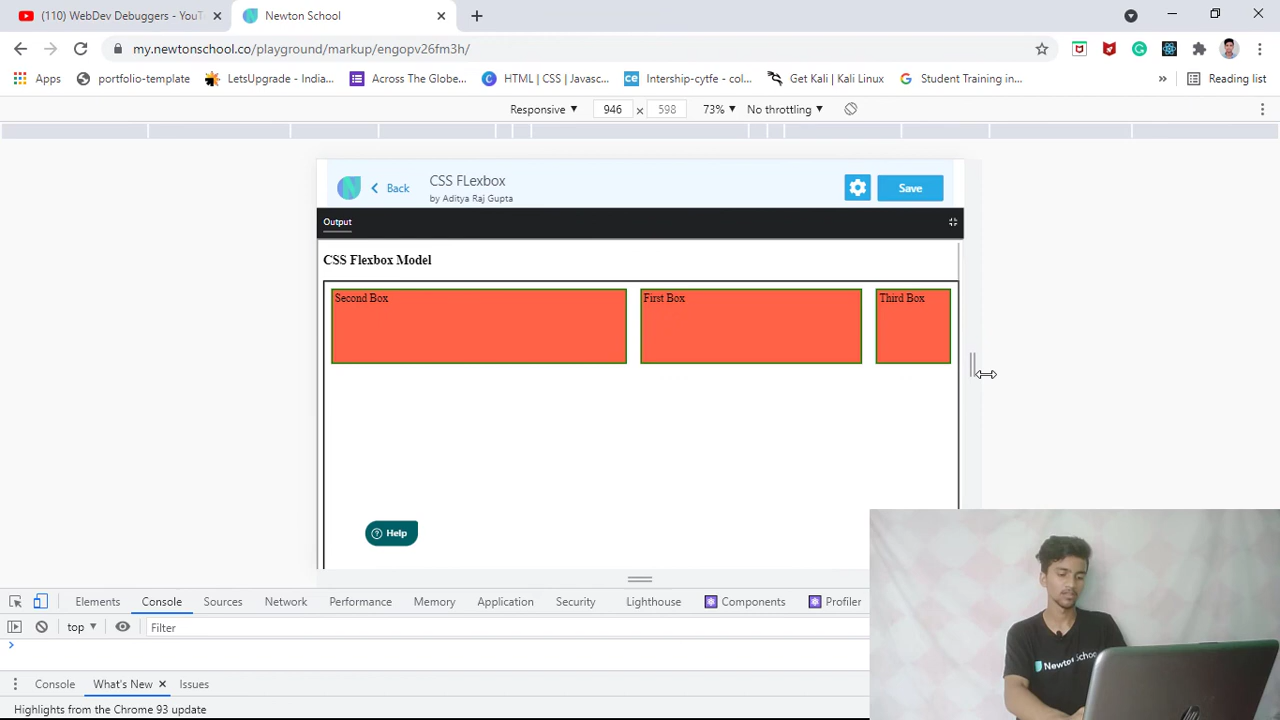 (110) WebDev Debuggers - YouT
Newton School
my.newtonschool.co/playground/markup/engopv26fm3h/
Apps
portfolio-template
LetsUpgrade - India...
Across The Globe...
HTML | CSS | Javasc...
Intership-cytfe - col...
Get Kali | Kali Linux
Student Training in...
»
Reading list
Responsive
946 x 598
73%
No throttling
Back
CSS FLexbox
by Aditya Raj Gupta
Save
Output
CSS Flexbox Model
Second Box
First Box
Third Box
Help
Elements
Console
Sources
Network
Performance
Memory
Application
Security
Lighthouse
Components
Profiler
top
Filter
Console
What's New
Issues
Highlights from the Chrome 93 update
Newton School